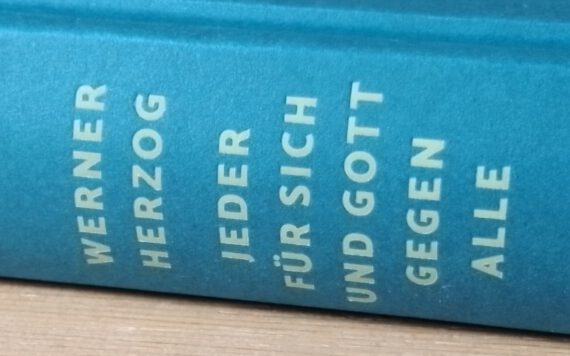 WERNER
HERZOG
JEDER
FÜR SICH
UND GOTT
GEGEN
ALLE